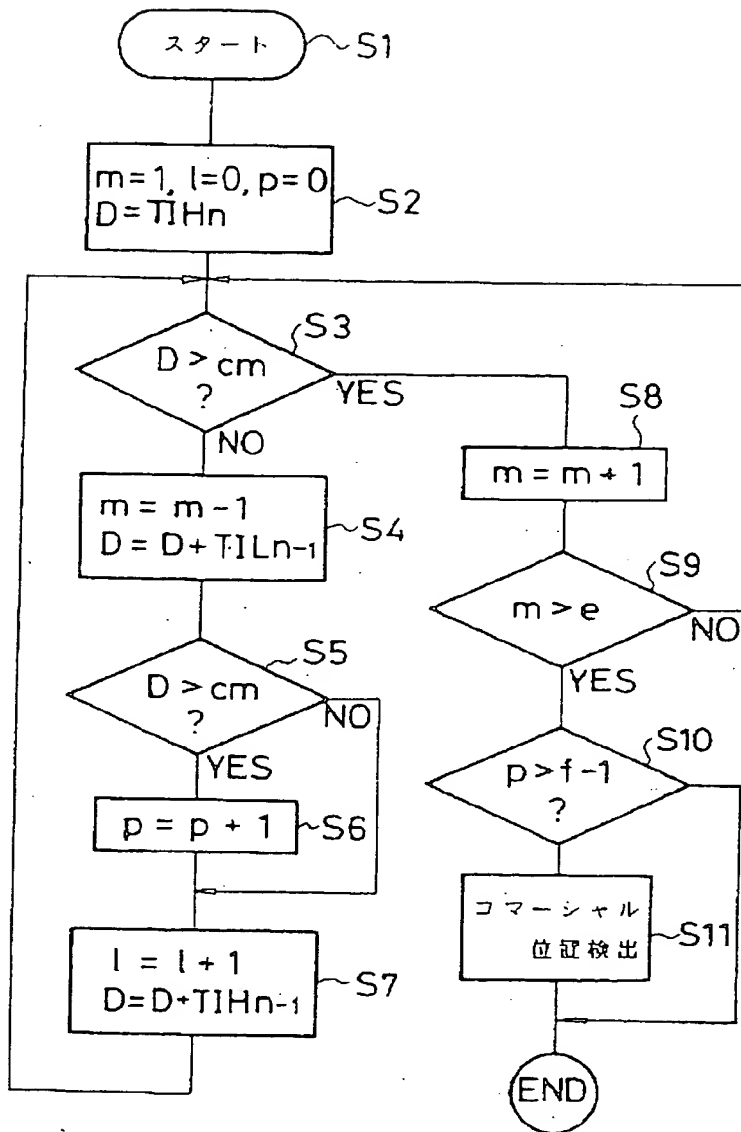 スタート
S1
m=1, l=0, p=0
D=TIHn
S2
D > cm
?
S3
YES
NO
m = m -1
D = D + TILn-1
S4
D > cm
?
S5
NO
YES
p = p + 1
S6
l = l + 1
D=D+TIHn-1
S7
S8
m = m + 1
S9
m > e
NO
YES
S10
p > f -1
?
コマーシャル
位置検出
S11
END